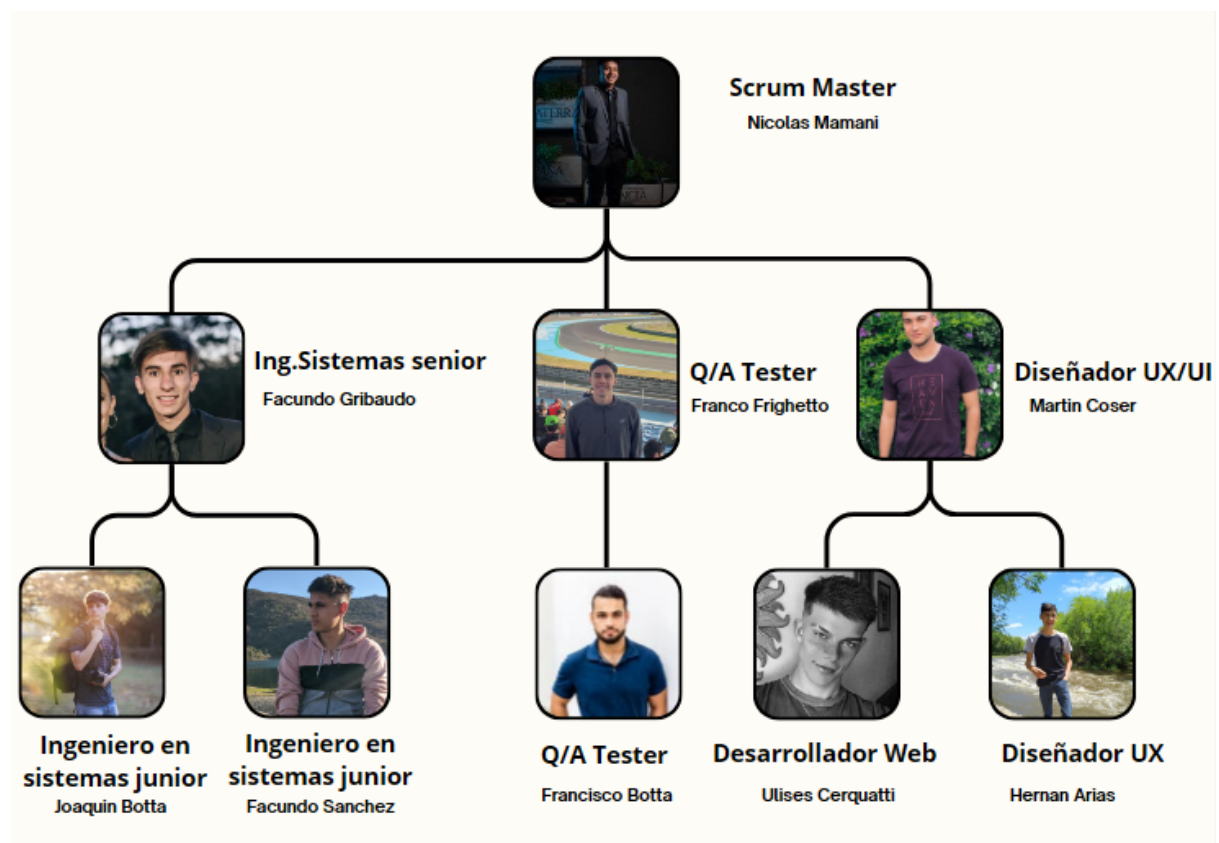 Scrum Master
Nicolas Mamani
Ing.Sistemas senior
Facundo Gribaudo
Q/A Tester
Franco Frighetto
Diseñador UX/UI
Martin Coser
Ingeniero en
sistemas junior
Joaquin Botta
Ingeniero en
sistemas junior
Facundo Sanchez
Q/A Tester
Francisco Botta
Desarrollador Web
Ulises Cerquatti
Diseñador UX
Hernan Arias